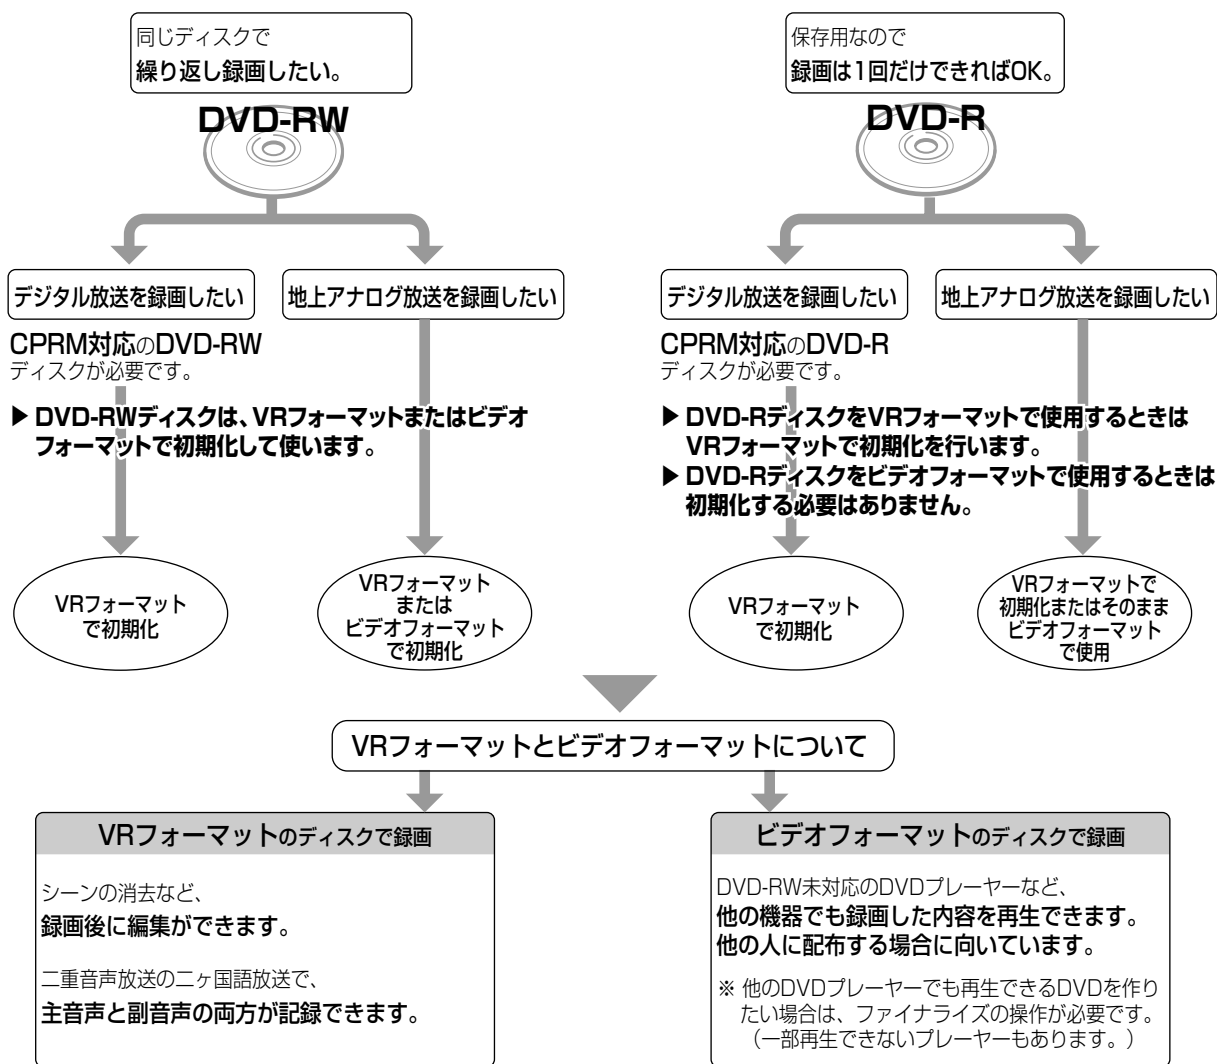 同じディスクで
繰り返し録画したい。
DVD-RW
デジタル放送を録画したい
地上アナログ放送を録画したい
CPRM対応のDVD-RW
ディスクが必要です。
▶ DVD-RWディスクは、VRフォーマットまたはビデオ
フォーマットで初期化して使います。
VRフォーマット
で初期化
VRフォーマット
または
ビデオフォーマット
で初期化
保存用なので
録画は1回だけできればOK。
DVD-R
デジタル放送を録画したい
地上アナログ放送を録画したい
CPRM対応のDVD-R
ディスクが必要です。
▶ DVD-RディスクをVRフォーマットで使用するときは
VRフォーマットで初期化を行います。
▶ DVD-Rディスクをビデオフォーマットで使用するときは
初期化する必要はありません。
VRフォーマット
で初期化
VRフォーマットで
初期化またはそのまま
ビデオフォーマット
で使用
VRフォーマットとビデオフォーマットについて
VRフォーマットのディスクで録画
シーンの消去など、
録画後に編集ができます。
二重音声放送の二ヶ国語放送で、
主音声と副音声の両方が記録できます。
ビデオフォーマットのディスクで録画
DVD-RW未対応のDVDプレーヤーなど、
他の機器でも録画した内容を再生できます。
他の人に配布する場合に向いています。
※ 他のDVDプレーヤーでも再生できるDVDを作り
たい場合は、ファイナライズの操作が必要です。
（一部再生できないプレーヤーもあります。）